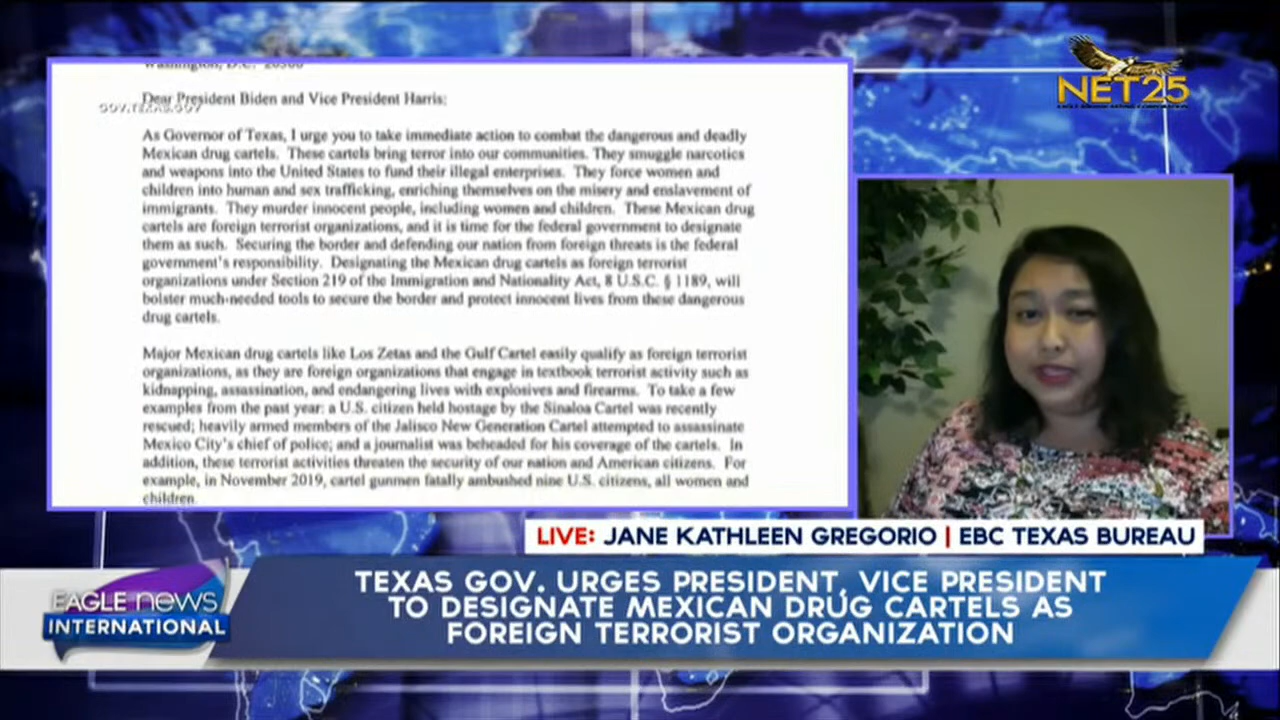 Washington, D.C. 20500
GOV.TEXAS.GOV
Dear President Biden and Vice President Harris:
As Governor of Texas, I urge you to take immediate action to combat the dangerous and deadly
Mexican drug cartels. These cartels bring terror into our communities. They smuggle narcotics
and weapons into the United States to fund their illegal enterprises. They force women and
children into human and sex trafficking, enriching themselves on the misery and enslavement of
immigrants. They murder innocent people, including women and children. These Mexican drug
cartels are foreign terrorist organizations, and it is time for the federal government to designate
them as such. Securing the border and defending our nation from foreign threats is the federal
government's responsibility. Designating the Mexican drug cartels as foreign terrorist
organizations under Section 219 of the Immigration and Nationality Act, 8 U.S.C. § 1189, will
bolster much-needed tools to secure the border and protect innocent lives from these dangerous
drug cartels.
Major Mexican drug cartels like Los Zetas and the Gulf Cartel easily qualify as foreign terrorist
organizations, as they are foreign organizations that engage in textbook terrorist activity such as
kidnapping, assassination, and endangering lives with explosives and firearms. To take a few
examples from the past year: a U.S. citizen held hostage by the Sinaloa Cartel was recently
rescued; heavily armed members of the Jalisco New Generation Cartel attempted to assassinate
Mexico City's chief of police; and a journalist was beheaded for his coverage of the cartels. In
addition, these terrorist activities threaten the security of our nation and American citizens. For
example, in November 2019, cartel gunmen fatally ambushed nine U.S. citizens, all women and
children.
NET25
EAGLE BROADCASTING CORPORATION
LIVE: JANE KATHLEEN GREGORIO | EBC TEXAS BUREAU
EAGLE NEWS
INTERNATIONAL
TEXAS GOV. URGES PRESIDENT, VICE PRESIDENT
TO DESIGNATE MEXICAN DRUG CARTELS AS
FOREIGN TERRORIST ORGANIZATION